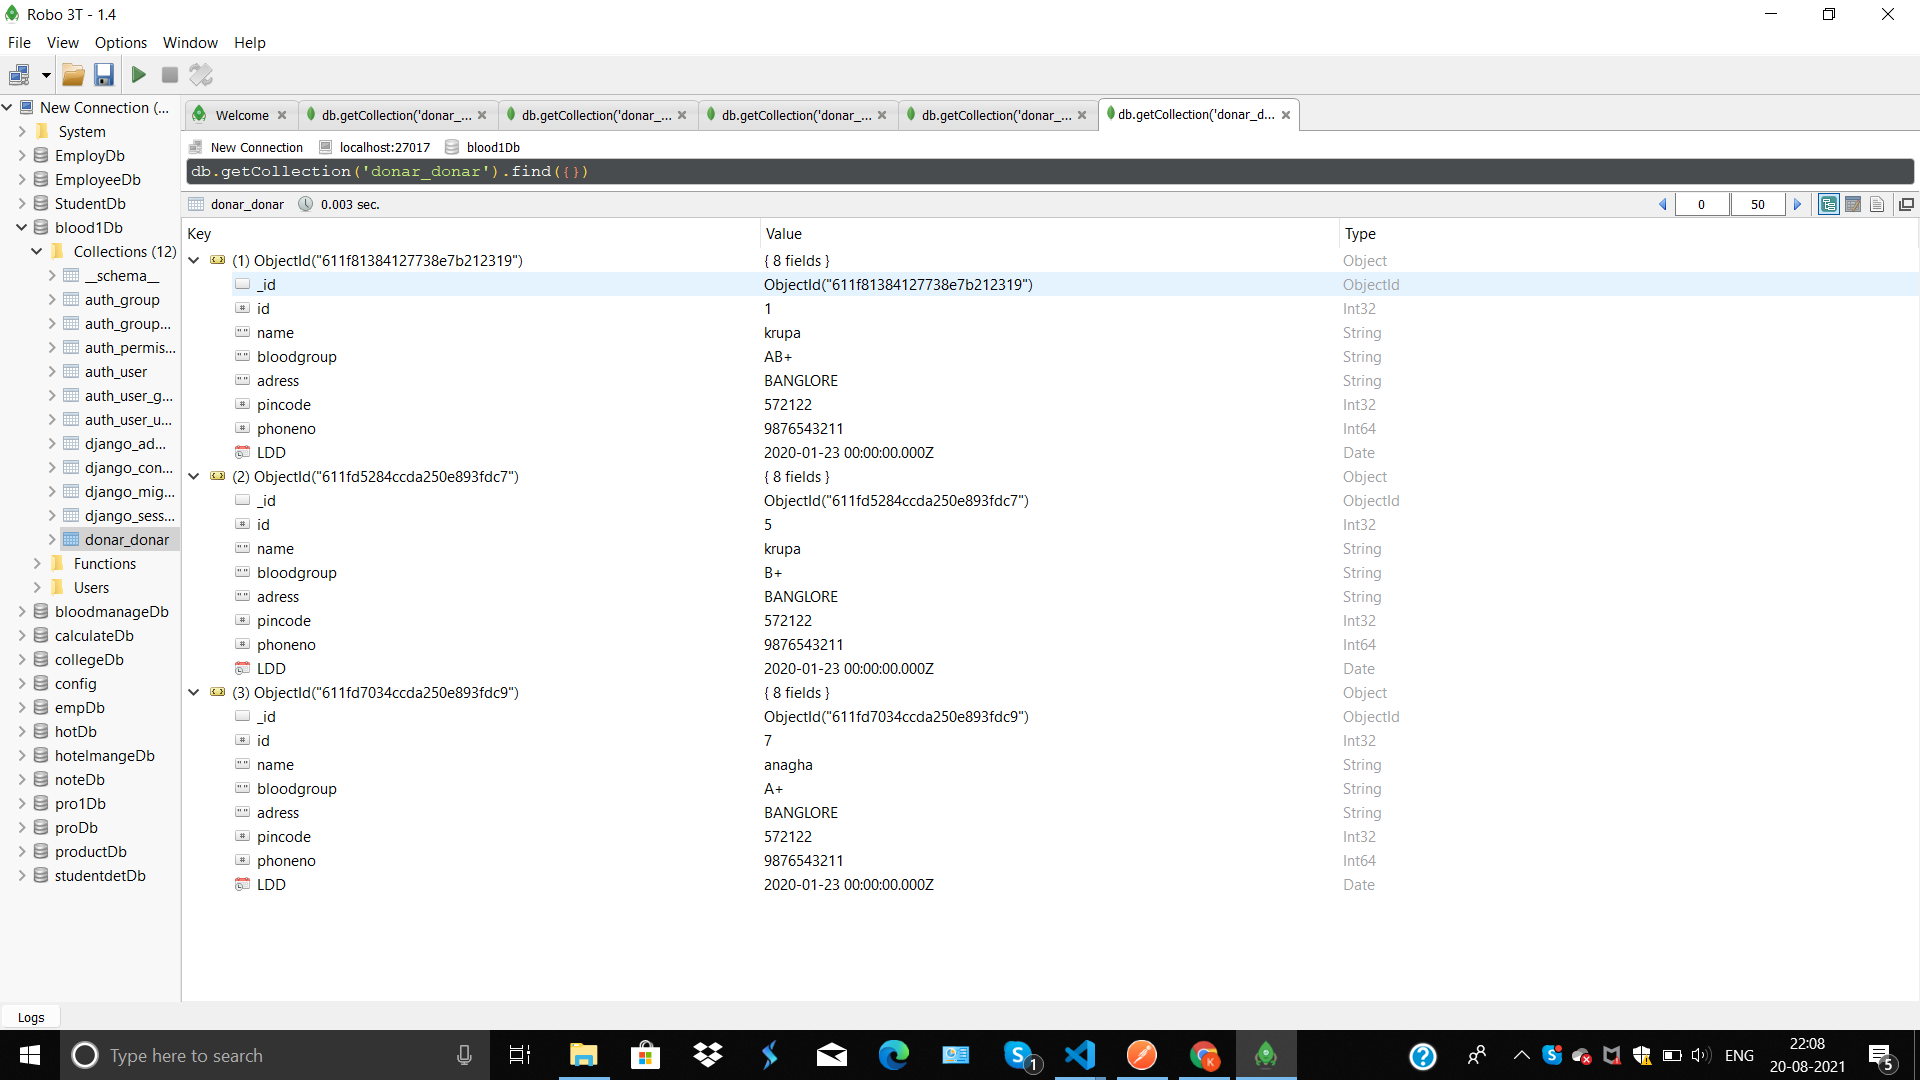 Robo 3T - 1.4
File View Options Window Help
New Connection (...
System
EmployDb
EmployeeDb
StudentDb
blood1Db
Collections (12)
__schema__
auth_group
auth_group...
auth_permis...
auth_user
auth_user_g...
auth_user_u...
django_ad...
django_con...
django_mig...
django_sess...
donar_donar
Functions
Users
bloodmanageDb
calculateDb
collegeDb
config
empDb
hotDb
hotelmangeDb
noteDb
pro1Db
proDb
productDb
studentdetDb
Welcome db.getCollection('donar_... db.getCollection('donar_... db.getCollection('donar_... db.getCollection('donar_... db.getCollection('donar_d...
New Connection localhost:27017 blood1Db
db.getCollection('donar_donar').find({})
donar_donar 0.003 sec. 0 50
Key Value Type
(1) ObjectId("611f81384127738e7b212319") { 8 fields } Object
_id ObjectId("611f81384127738e7b212319") ObjectId
id 1 Int32
name krupa String
bloodgroup AB+ String
adress BANGLORE String
pincode 572122 Int32
phoneno 9876543211 Int64
LDD 2020-01-23 00:00:00.000Z Date
(2) ObjectId("611fd5284ccda250e893fdc7") { 8 fields } Object
_id ObjectId("611fd5284ccda250e893fdc7") ObjectId
id 5 Int32
name krupa String
bloodgroup B+ String
adress BANGLORE String
pincode 572122 Int32
phoneno 9876543211 Int64
LDD 2020-01-23 00:00:00.000Z Date
(3) ObjectId("611fd7034ccda250e893fdc9") { 8 fields } Object
_id ObjectId("611fd7034ccda250e893fdc9") ObjectId
id 7 Int32
name anagha String
bloodgroup A+ String
adress BANGLORE String
pincode 572122 Int32
phoneno 9876543211 Int64
LDD 2020-01-23 00:00:00.000Z Date
Logs
Type here to search
1
K
ENG
22:08
20-08-2021
5